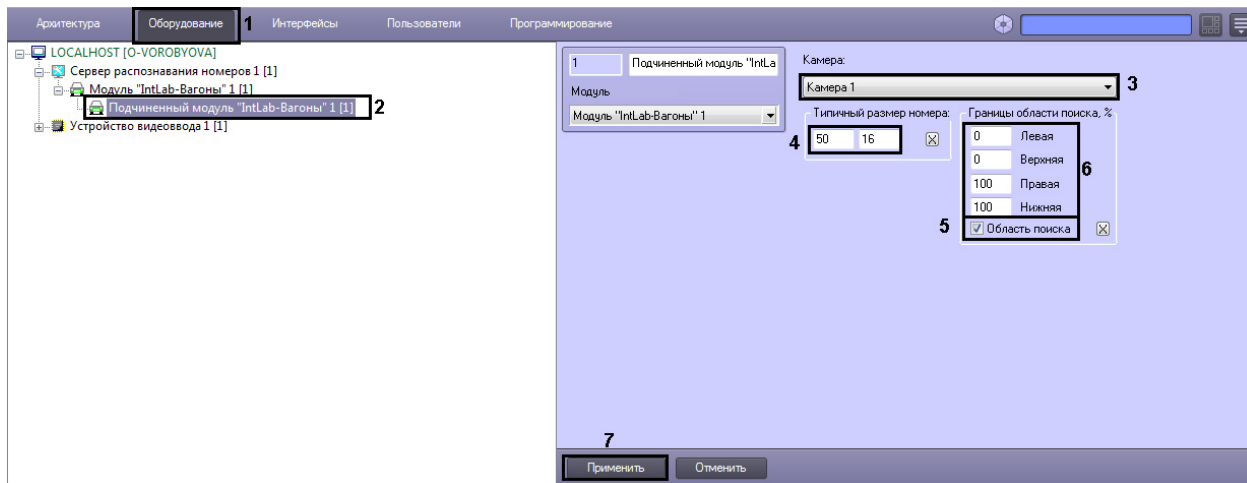 Архитектура Оборудование 1 Интерфейсы Пользователи Программирование
LOCALHOST [O-VOROBYOVA]
Сервер распознавания номеров 1 [1]
Модуль "IntLab-Вагоны" 1 [1]
Подчиненный модуль "IntLab-Вагоны" 1 [1] 2
Устройство видеоввода 1 [1]
1 Подчиненный модуль "IntLa
Модуль
Модуль "IntLab-Вагоны" 1
Камера:
Камера 1 3
Типичный размер номера:
4 50 16
Границы области поиска, %
0 Левая
0 Верхняя
6
100 Правая
100 Нижняя
5 Область поиска
7
Применить Отменить